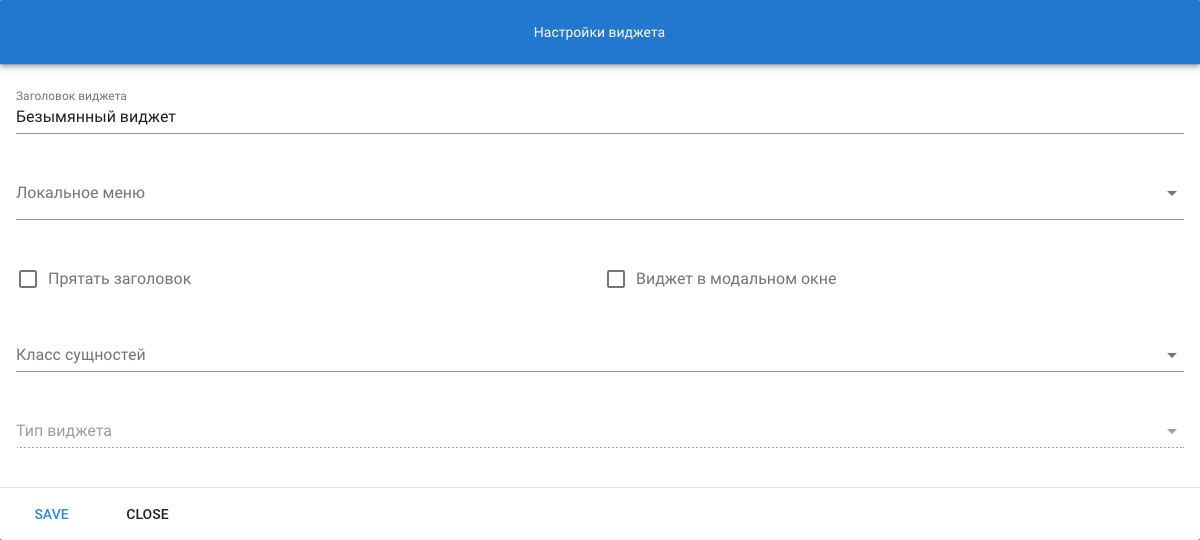 Настройки виджета
Заголовок виджета
Безымянный виджет
Локальное меню
Прятать заголовок
Виджет в модальном окне
Класс сущностей
Тип виджета
SAVE CLOSE